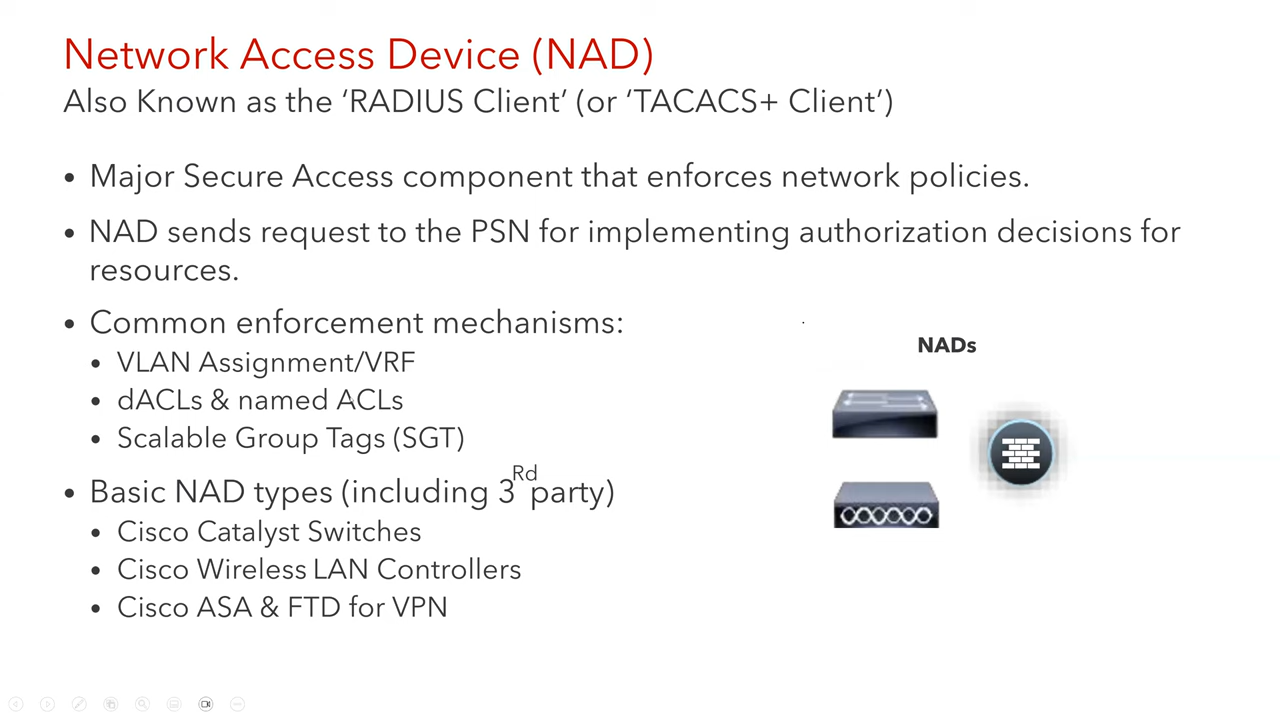 Network Access Device (NAD)
Also Known as the ‘RADIUS Client’ (or ‘TACACS+ Client’)
• Major Secure Access component that enforces network policies.
• NAD sends request to the PSN for implementing authorization decisions for
resources.
• Common enforcement mechanisms:
• VLAN Assignment/VRF
• dACLs & named ACLs
• Scalable Group Tags (SGT)
• Basic NAD types (including 3Rd party)
• Cisco Catalyst Switches
• Cisco Wireless LAN Controllers
• Cisco ASA & FTD for VPN
NADs